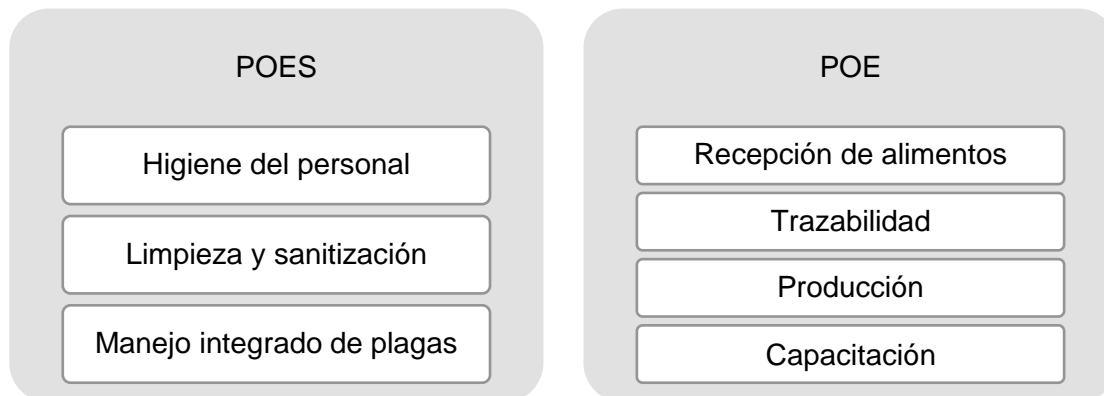 POES
Higiene del personal
Limpieza y sanitización
Manejo integrado de plagas
POE
Recepción de alimentos
Trazabilidad
Producción
Capacitación